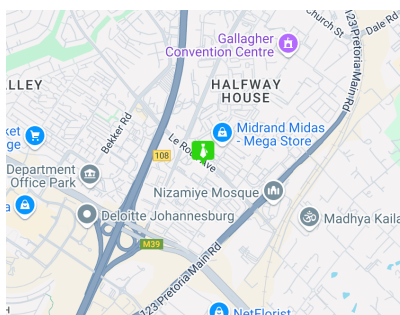 Church St
Dale Rd
Gallagher
Convention Centre
123 Pretoria Main Rd
ALLEY
HALFWAY
HOUSE
Bekker Rd
Midrand Midas
- Mega Store
Le Roux Ave
108
Department
Office Park
Nizamiye Mosque
Deloitte Johannesburg
Madhya Kaila
M39
123 Pretoria Main Rd
NetFlorist